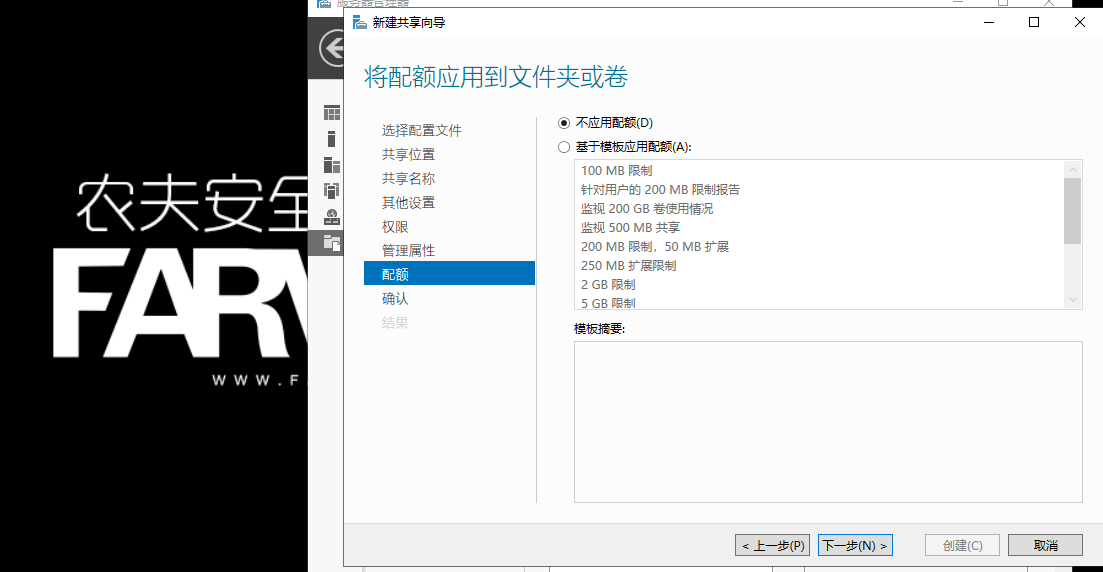 服务器管理器
新建共享向导
将配额应用到文件夹或卷
选择配置文件
共享位置
共享名称
其他设置
权限
管理属性
配额
确认
结果
不应用配额(D)
基于模板应用配额(A):
100 MB 限制
针对用户的 200 MB 限制报告
监视 200 GB 卷使用情况
监视 500 MB 共享
200 MB 限制，50 MB 扩展
250 MB 扩展限制
2 GB 限制
5 GB 限制
模板摘要:
< 上一步(P)
下一步(N) >
创建(C)
取消
农夫安全
FAR
WWW.F